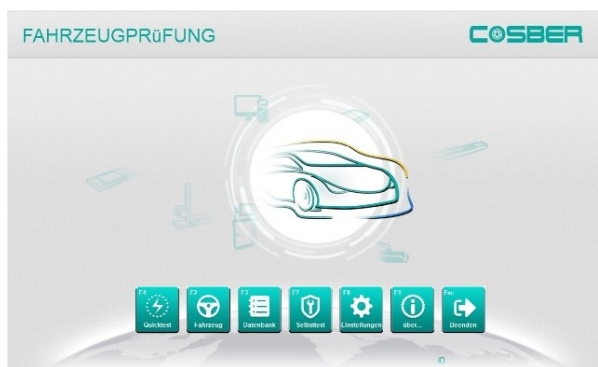 FAHRZEUGPRüFUNG
COSBER
F4
Quicktest
F2
Fahrzeug
F3
Datenbank
F7
Selbsttest
F8
Einstellungen
F1
über...
Esc
Beenden